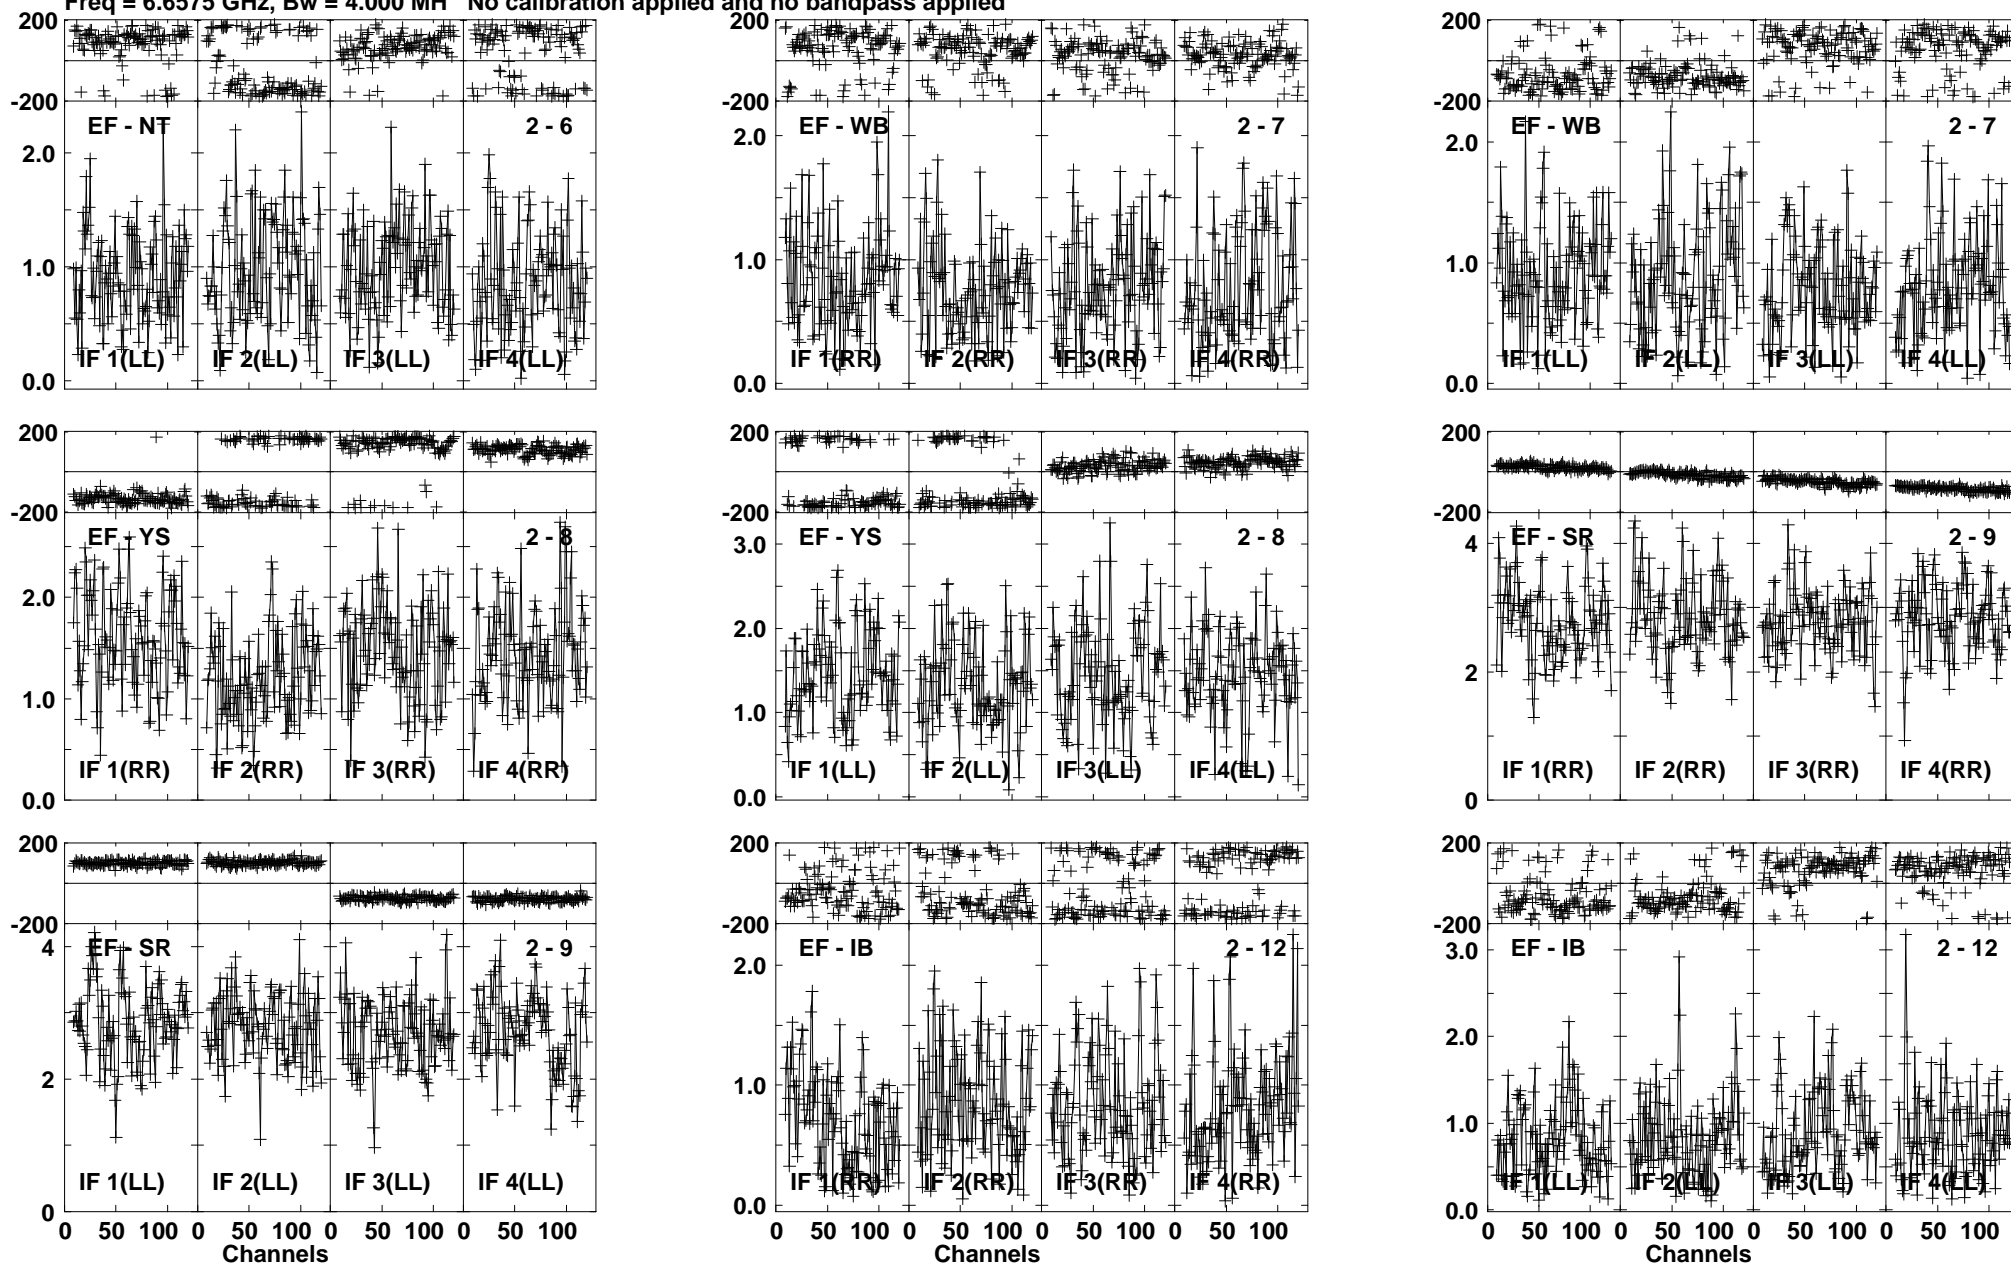 Freq = 6.6575 GHz, Bw = 4.000 MH No calibration applied and no bandpass applied
200 200 200
-200 -200 -200
EF - NT 2 - 6 EF - WB 2 - 7 EF - WB 2 - 7
2.0 2.0 2.0
1.0 1.0 1.0
IF 1(LL) IF 2(LL) IF 3(LL) IF 4(LL) IF 1(RR) IF 2(RR) IF 3(RR) IF 4(RR) IF 1(LL) IF 2(LL) IF 3(LL) IF 4(LL)
0.0 0.0 0.0
200 200 200
-200 -200 -200
EF - YS 2 - 8 EF - YS 2 - 8 EF - SR 2 - 9
3.0 4
2.0 2.0 2
1.0 1.0
IF 1(RR) IF 2(RR) IF 3(RR) IF 4(RR) IF 1(LL) IF 2(LL) IF 3(LL) IF 4(LL) IF 1(RR) IF 2(RR) IF 3(RR) IF 4(RR)
0.0 0.0 0
200 200 200
-200 -200 -200
EF - SR 2 - 9 EF - IB 2 - 12 EF - IB 2 - 12
4 2.0 3.0
2 1.0 2.0
1.0
IF 1(LL) IF 2(LL) IF 3(LL) IF 4(LL) IF 1(RR) IF 2(RR) IF 3(RR) IF 4(RR) IF 1(LL) IF 2(LL) IF 3(LL) IF 4(LL)
0 0.0 0.0
0 50 100 0 50 100 0 50 100 0 50 100 0 50 100 0 50 100 0 50 100 0 50 100 0 50 100 0 50 100 0 50 100 0 50 100
Channels Channels Channels